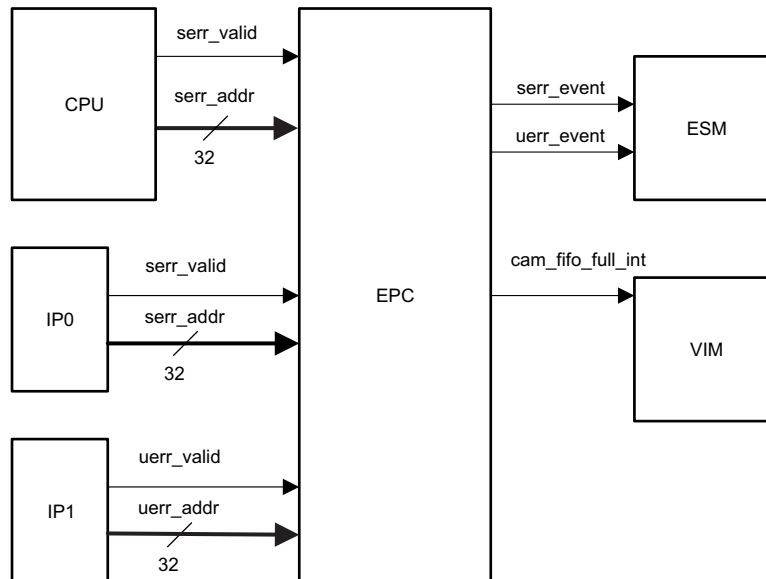 serr_valid
CPU
serr_addr
32
serr_event
uerr_event
ESM
serr_valid
IP0
serr_addr
32
EPC
cam_fifo_full_int
VIM
uerr_valid
IP1
uerr_addr
32